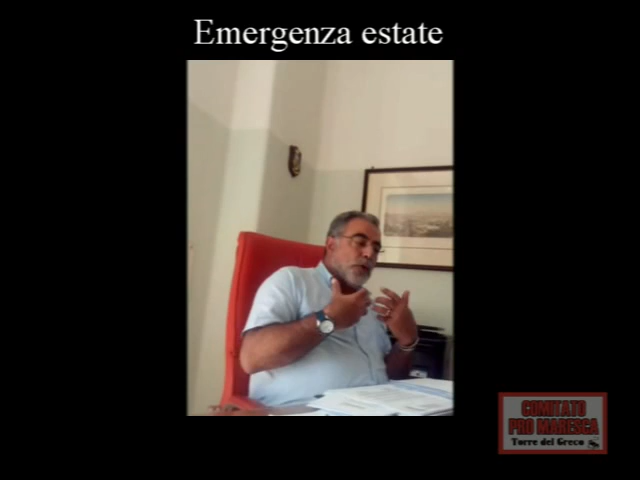 Emergenza estate
COMITATO
PRO MARESCA
Torre del Greco